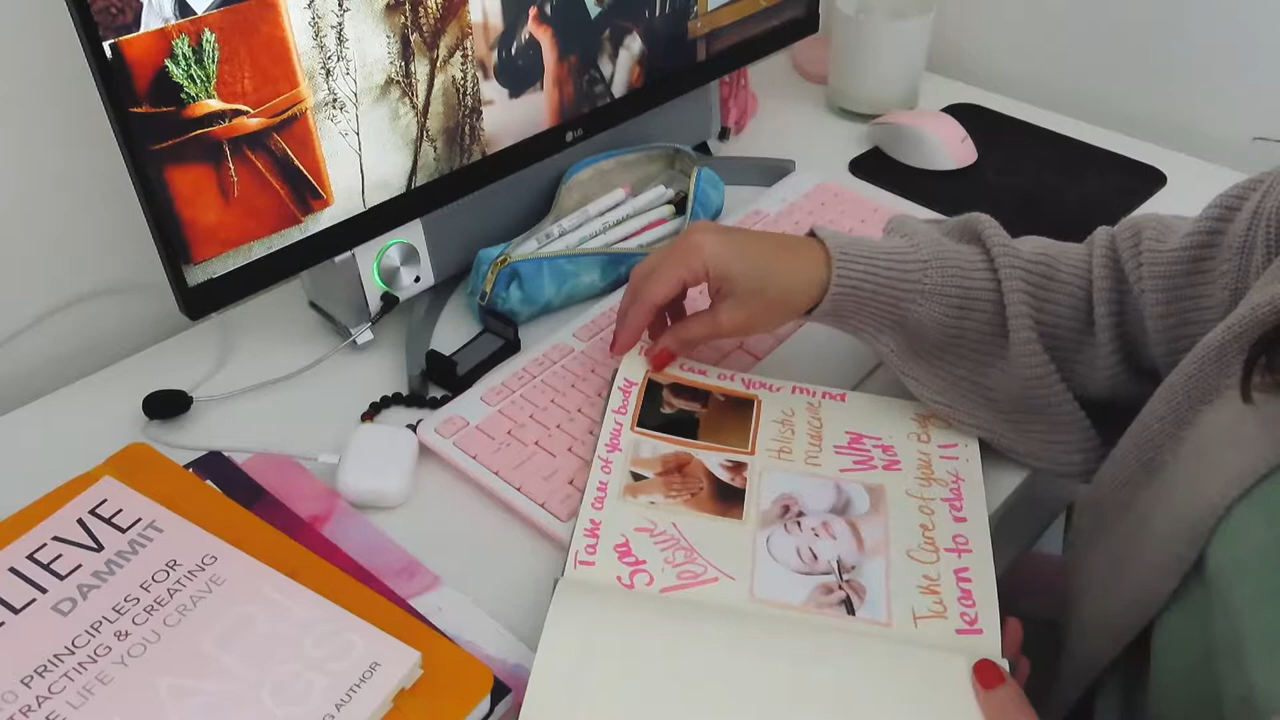 LG
LIEVE
DAMMIT
PRINCIPLES FOR
TRACTING & CREATING
LIFE YOU CRAVE
AUTHOR
Take care of your body
care of your
Holistic
medicine
Why
Not!
Spa
leisure
Take Care of your Body
learn to relax!!